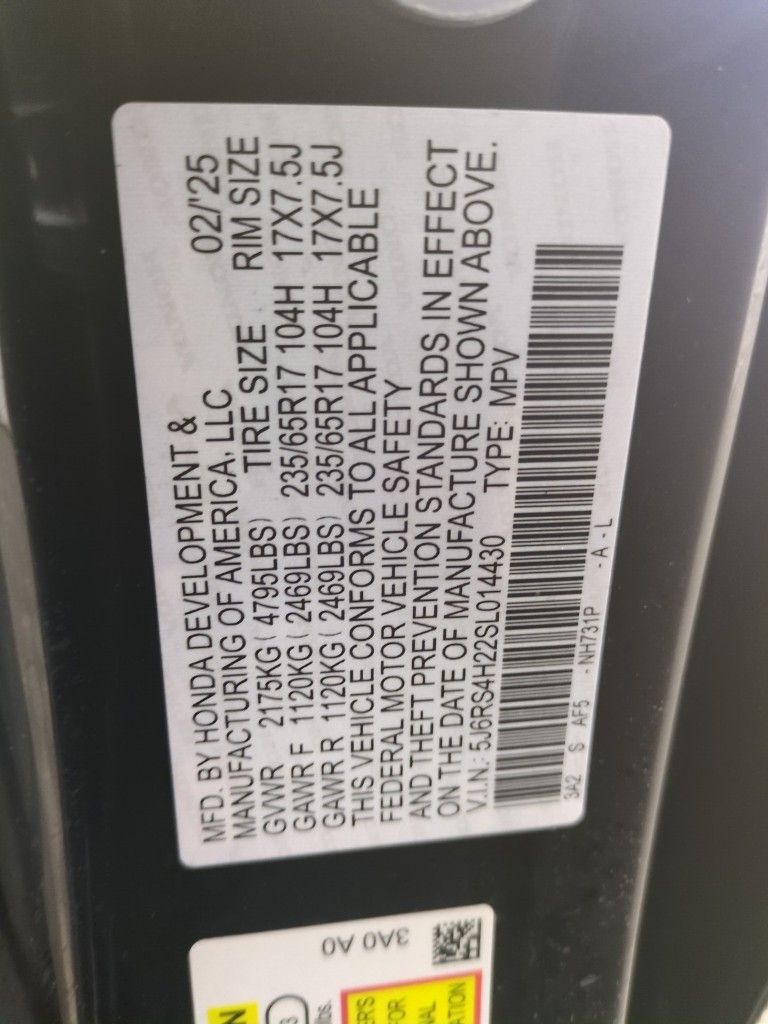 MFD. BY HONDA DEVELOPMENT &
MANUFACTURING OF AMERICA, LLC 02/'25
GVWR 2175KG ( 4795LBS) TIRE SIZE RIM SIZE
GAWR F 1120KG ( 2469LBS) 235/65R17 104H 17X7.5J
GAWR R 1120KG ( 2469LBS) 235/65R17 104H 17X7.5J
THIS VEHICLE CONFORMS TO ALL APPLICABLE
FEDERAL MOTOR VEHICLE SAFETY
AND THEFT PREVENTION STANDARDS IN EFFECT
ON THE DATE OF MANUFACTURE SHOWN ABOVE.
V.I.N.: 5J6RS4H22SL014430 TYPE: MPV
3A2 S AF5 - NH731P - A - L
3A0 A0